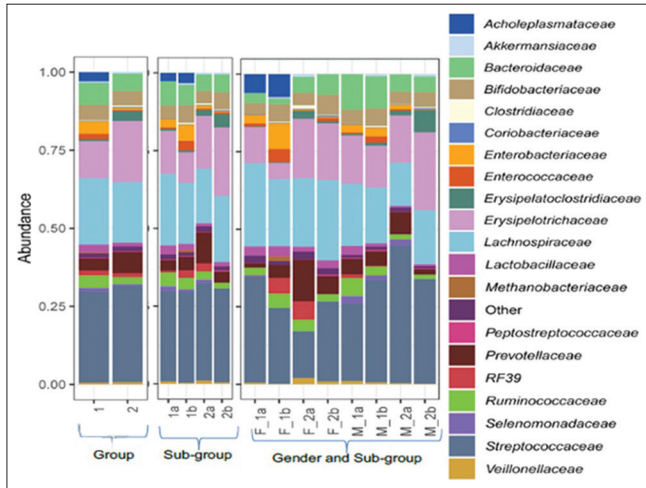 Abundance
1.00
0.75
0.50
0.25
0.00
1
2
1a
1b
2a
2b
F_1a
F_1b
F_2a
F_2b
M_1a
M_1b
M_2a
M_2b
Group
Sub-group
Gender and Sub-group
Acholeplasmataceae
Akkermansiaceae
Bacteroidaceae
Bifidobacteriaceae
Clostridiaceae
Coriobacteriaceae
Enterobacteriaceae
Enterococcaceae
Erysipelatoclostridiaceae
Erysipelotrichaceae
Lachnospiraceae
Lactobacillaceae
Methanobacteriaceae
Other
Peptostreptococcaceae
Prevotellaceae
RF39
Ruminococcaceae
Selenomonadaceae
Streptococcaceae
Veillonellaceae